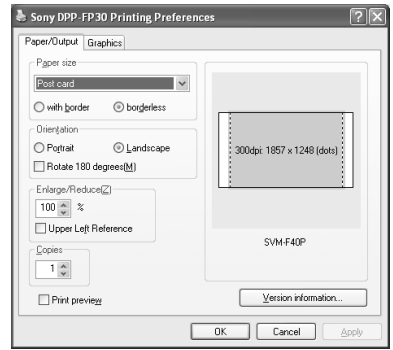 Sony DPP-FP30 Printing Preferences
Paper/Output
Graphics
Paper size
Post card
with border
borderless
Orientation
Portrait
Landscape
Rotate 180 degrees(M)
Enlarge/Reduce(Z)
100 %
Upper Left Reference
Copies
1
Print preview
300dpi: 1857 x 1248 (dots)
SVM-F40P
Version information...
OK
Cancel
Apply